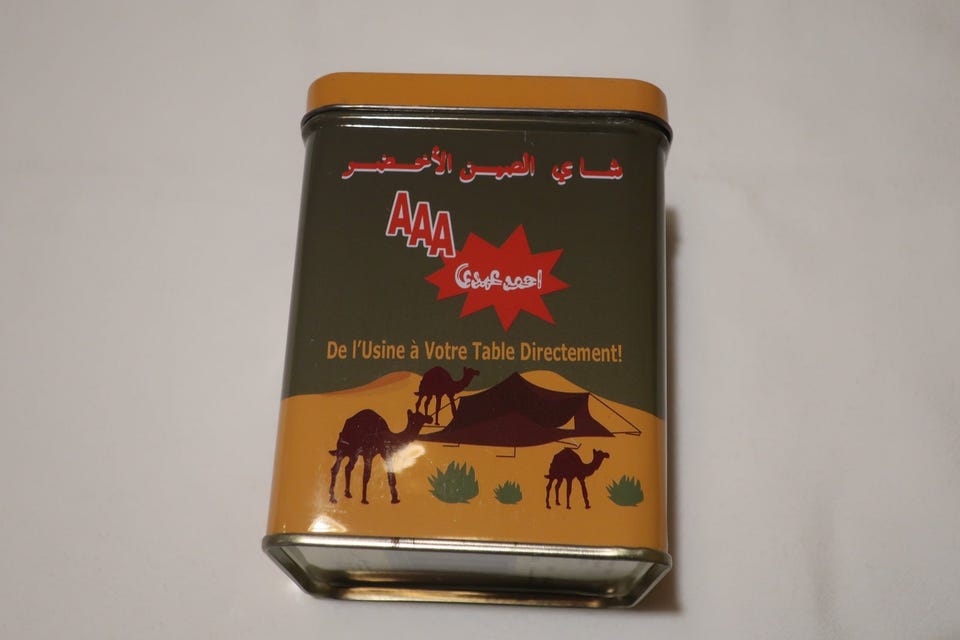 شاي الصين الأخضر
AAA
احمد عبدي
De l'Usine à Votre Table Directement!